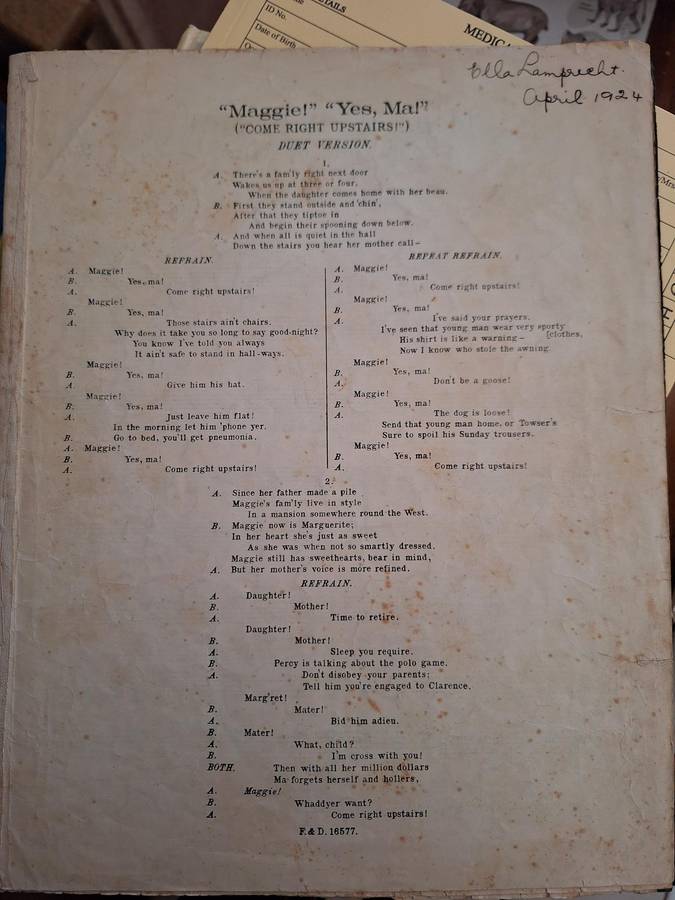 ID No.
Date of Birth
Ella Lamprecht.
April 1924
"Maggie!" "Yes, Ma!"
("COME RIGHT UPSTAIRS!")
DUET VERSION.
1.
A. There's a fam'ly right next door
Wakes us up at three or four,
When the daughter comes home with her beau.
B. First they stand outside and 'chin',
After that they tiptoe in
And begin their spooning down below.
A. And when all is quiet in the hall
Down the stairs you hear her mother call—
REFRAIN.
A. Maggie!
B. Yes, ma!
A. Come right upstairs!
Maggie!
B. Yes, ma!
A. Those stairs ain't chairs.
Why does it take you so long to say good-night?
You know I've told you always
It ain't safe to stand in hall-ways.
Maggie!
B. Yes, ma!
A. Give him his hat.
Maggie!
B. Yes, ma!
A. Just leave him flat!
In the morning let him 'phone yer.
B. Go to bed, you'll get pneumonia.
A. Maggie!
B. Yes, ma!
A. Come right upstairs!
REPEAT REFRAIN.
A. Maggie!
B. Yes, ma!
A. Come right upstairs!
Maggie!
B. Yes, ma!
A. I've said your prayers.
I've seen that young man wear very sporty
[clothes,
His shirt is like a warning—
Now I know who stole the awning.
Maggie!
B. Yes, ma!
A. Don't be a goose!
Maggie!
B. Yes, ma!
A. The dog is loose!
Send that young man home, or Towser's
Sure to spoil his Sunday trousers.
Maggie!
B. Yes, ma!
A. Come right upstairs!
2.
A. Since her father made a pile
Maggie's fam'ly live in style
In a mansion somewhere round the West.
B. Maggie now is Marguerite;
In her heart she's just as sweet
As she was when not so smartly dressed.
Maggie still has sweethearts, bear in mind,
A. But her mother's voice is more refined.
REFRAIN.
A. Daughter!
B. Mother!
A. Time to retire.
Daughter!
B. Mother!
A. Sleep you require.
B. Percy is talking about the polo game.
A. Don't disobey your parents;
Tell him you're engaged to Clarence.
Marg'ret!
B. Mater!
A. Bid him adieu.
B. Mater!
A. What, child?
B. I'm cross with you!
BOTH. Then with all her million dollars
Ma forgets herself and hollers,
A. Maggie!
B. Whaddyer want?
A. Come right upstairs!
F. & D. 16577.